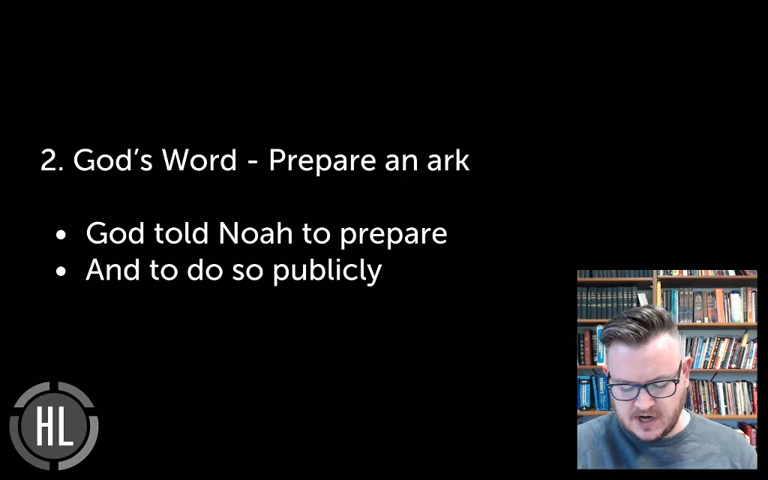 2. God's Word - Prepare an ark
• God told Noah to prepare
• And to do so publicly
HL